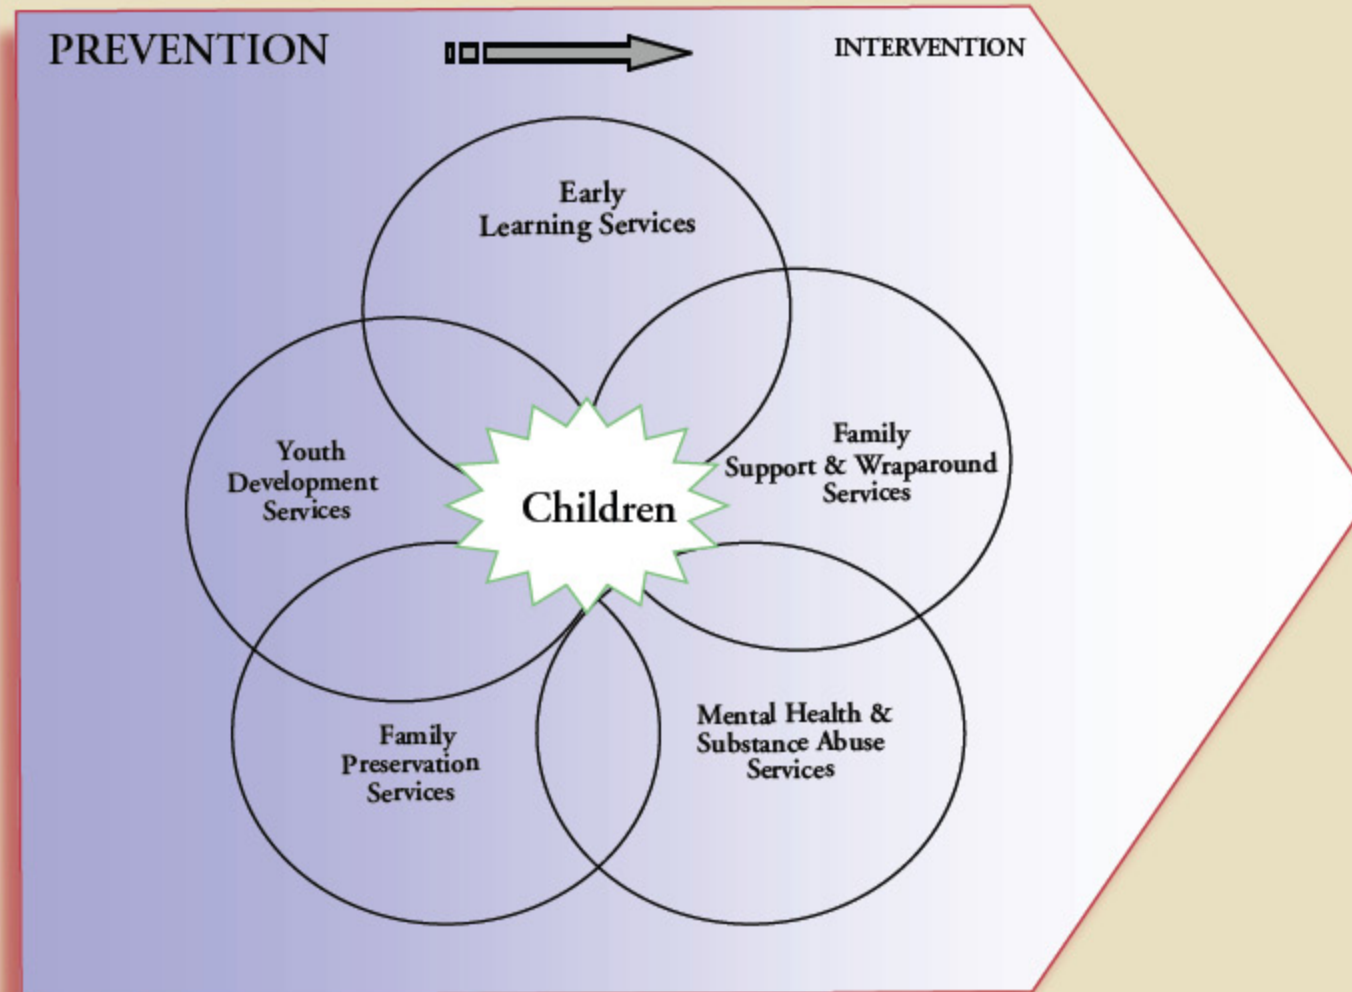 PREVENTION
INTERVENTION
Early
Learning Services
Family
Support & Wraparound
Services
Youth
Development
Services
Children
Mental Health &
Substance Abuse
Services
Family
Preservation
Services